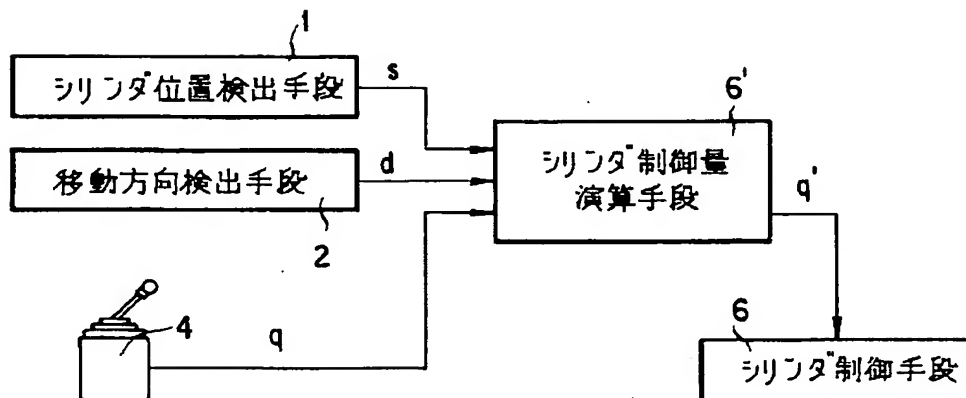 1
シリンダ位置検出手段
s
6'
シリンダ制御量
演算手段
移動方向検出手段
d
2
q'
4
q
6
シリンダ制御手段